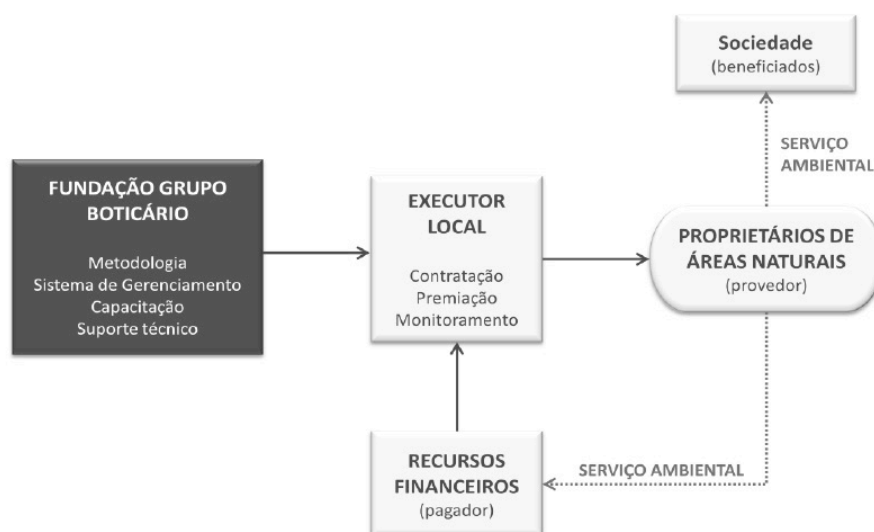 Sociedade
(beneficiados)
SERVIÇO
AMBIENTAL
FUNDAÇÃO GRUPO
BOTICÁRIO
Metodologia
Sistema de Gerenciamento
Capacitação
Suporte técnico
EXECUTOR
LOCAL
Contratação
Premiação
Monitoramento
PROPRIETÁRIOS DE
ÁREAS NATURAIS
(provedor)
RECURSOS
FINANCEIROS
(pagador)
SERVIÇO AMBIENTAL